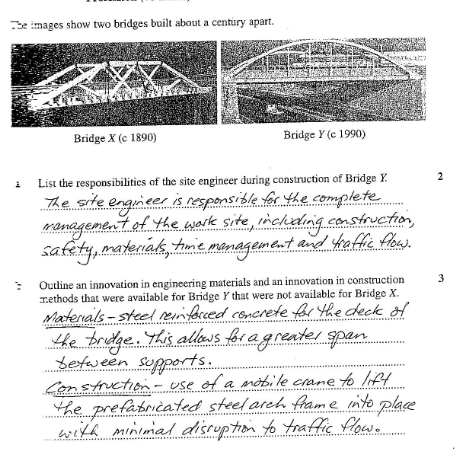 The images show two bridges built about a century apart.
Bridge X (c 1890)
Bridge Y (c 1990)
List the responsibilities of the site engineer during construction of Bridge Y. 2
The site engineer is responsible for the complete
management of the work site, including construction,
safety, materials, time management and traffic flow.
Outline an innovation in engineering materials and an innovation in construction 3
methods that were available for Bridge Y that were not available for Bridge X.
Materials - steel reinforced concrete for the deck of
the bridge. This allows for a greater span
between supports.
Construction - use of a mobile crane to lift
the prefabricated steel arch frame into place
with minimal disruption to traffic flow.